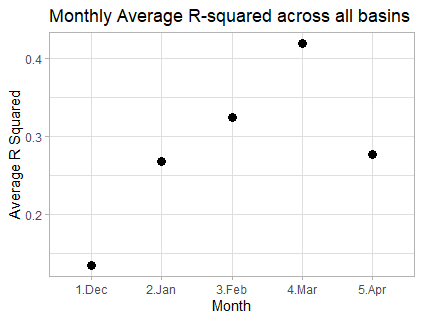 Monthly Average R-squared across all basins
Average R Squared
0.4
0.3
0.2
1.Dec 2.Jan 3.Feb 4.Mar 5.Apr
Month